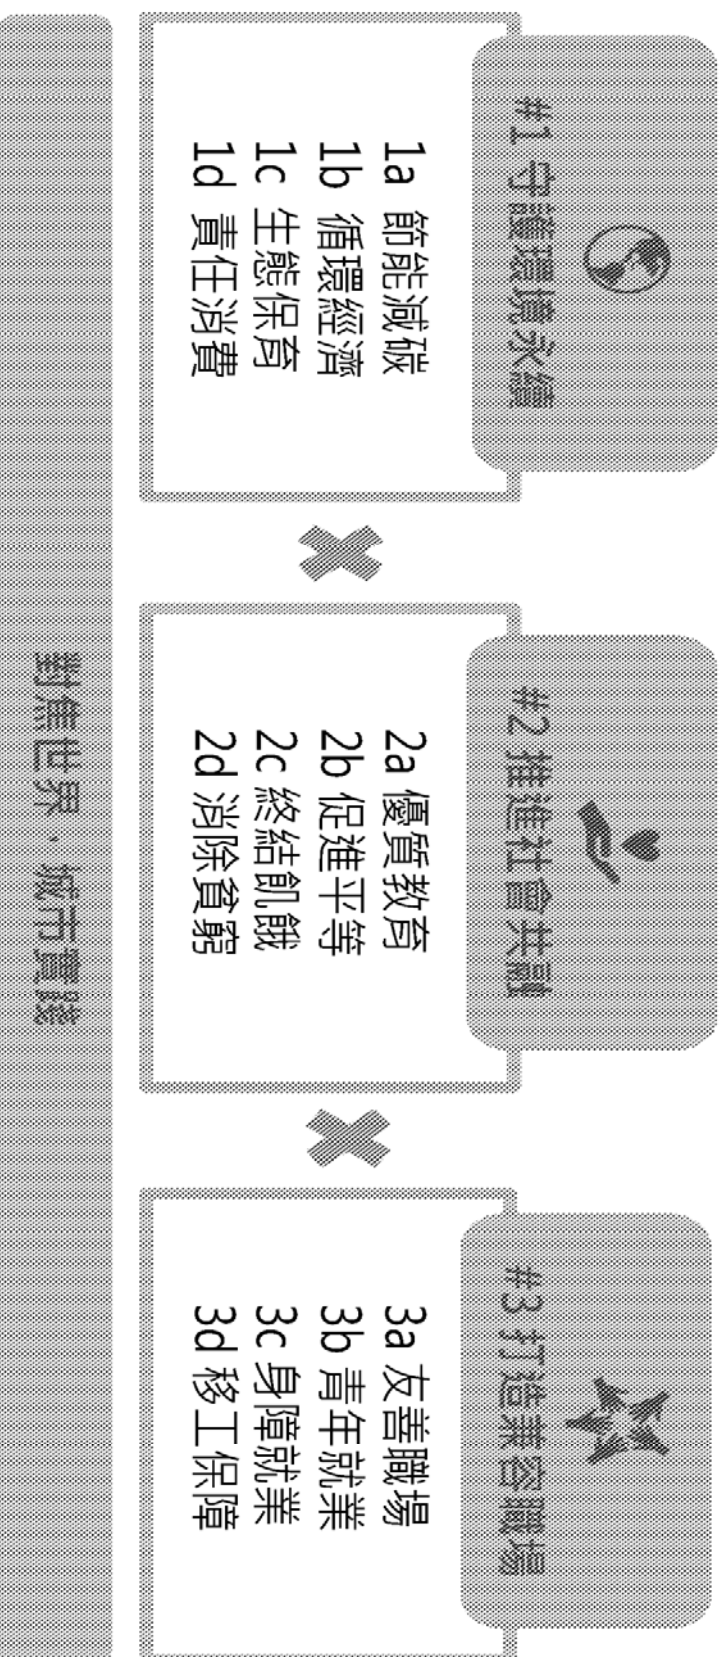 #1 守護環境永續
1a 節能減碳
1b 循環經濟
1c 生態保育
1d 責任消費
#2 推進社會共融
2a 優質教育
2b 促進平等
2c 終結飢餓
2d 消除貧窮
#3 打造兼容職場
3a 友善職場
3b 青年就業
3c 身障就業
3d 移工保障
對焦世界，城市實踐